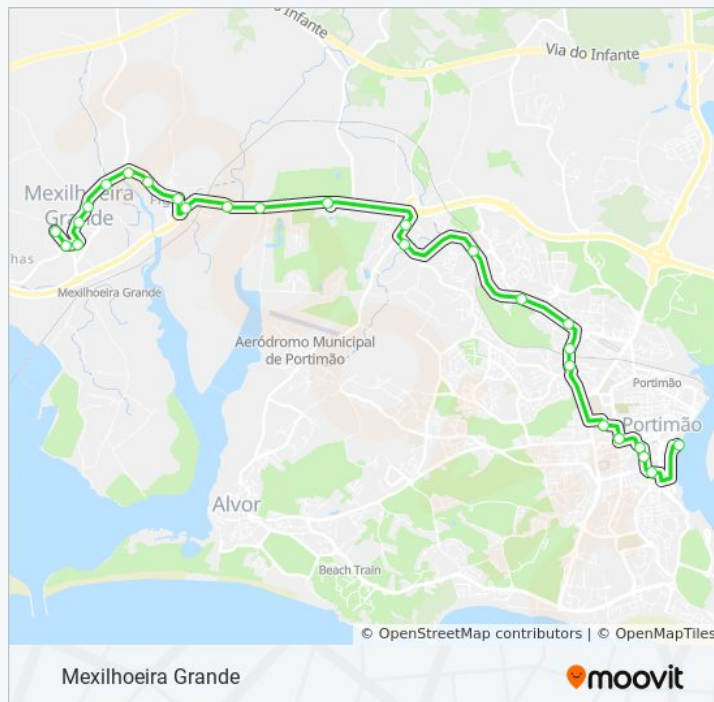 do Infante
Via do Infante
Mexilhoeira
Grande
Mexilhoeira Grande
Aeródromo Municipal
de Portimão
Portimão
Portimão
Alvor
Beach Train
© OpenStreetMap contributors | © OpenMapTiles
Mexilhoeira Grande
moovit